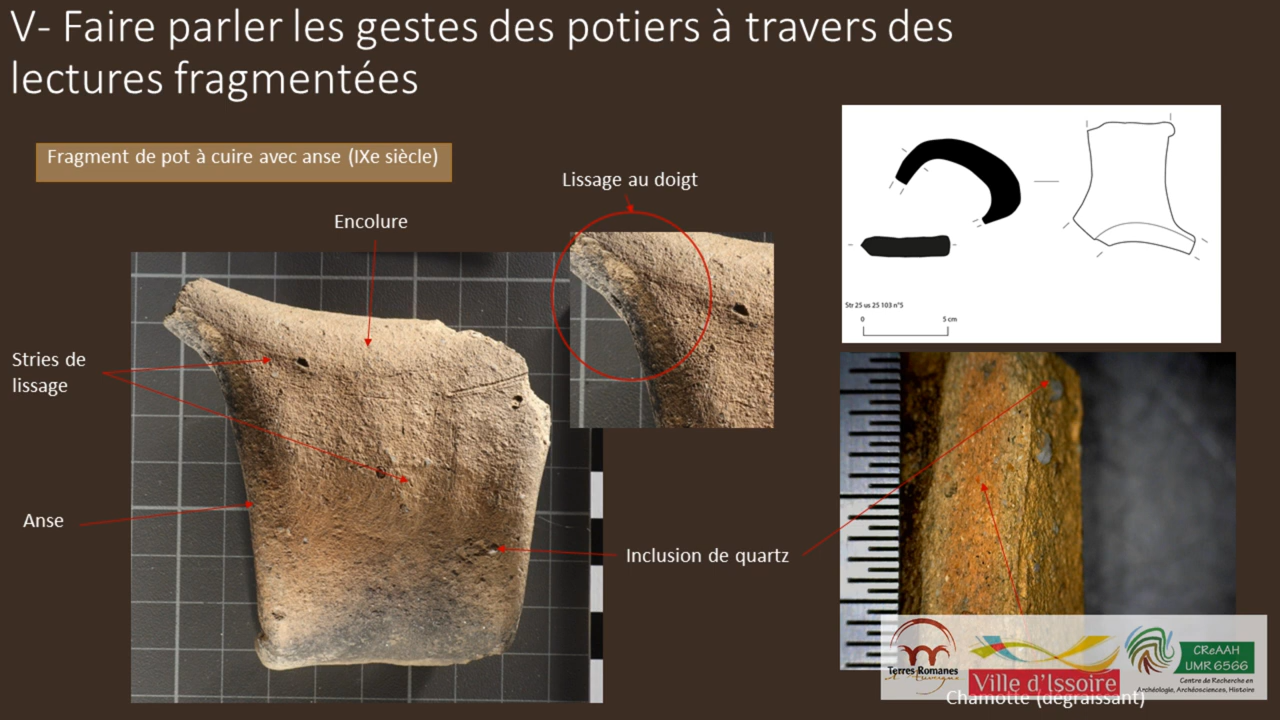 V- Faire parler les gestes des potiers à travers des
lectures fragmentées
Fragment de pot à cuire avec anse (IXe siècle)
Lissage au doigt
Encolure
Stries de
lissage
Anse
Inclusion de quartz
Str 25 us 25 103 n°5
0 5 cm
Terres Romanes
d'Auvergne
Ville d'Issoire
CReAAH
UMR 6566
Centre de Recherche en
Archéologie, Archéosciences, Histoire
Chamotte (dégraissant)